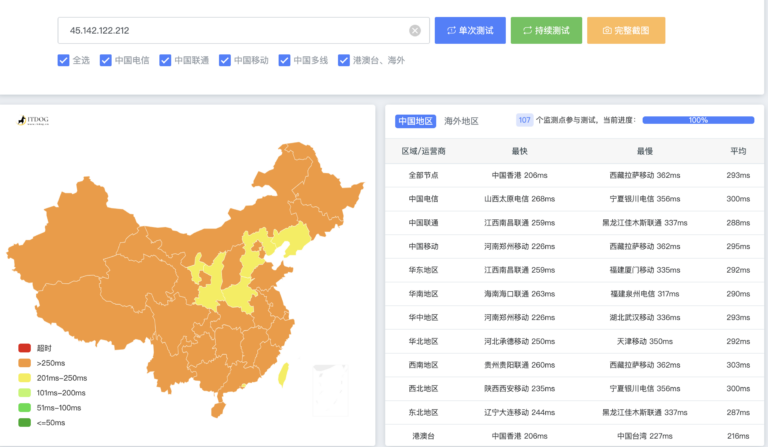 45.142.122.212
单次测试
持续测试
完整截图
全选 中国电信 中国联通 中国移动 中国多线 港澳台、海外
ITDOG
超时
>250ms
201ms-250ms
101ms-200ms
51ms-100ms
<=50ms
中国地区 海外地区 107 个监测点参与测试，当前进度： 100%
区域/运营商 最快 最慢 平均
全部节点 中国香港 206ms 西藏拉萨移动 362ms 293ms
中国电信 山西太原电信 268ms 宁夏银川电信 356ms 300ms
中国联通 江西南昌联通 259ms 黑龙江佳木斯联通 337ms 288ms
中国移动 河南郑州移动 226ms 西藏拉萨移动 362ms 295ms
华东地区 江西南昌联通 259ms 福建厦门移动 335ms 292ms
华南地区 海南海口联通 263ms 福建泉州电信 317ms 290ms
华中地区 河南郑州移动 226ms 湖北武汉移动 336ms 293ms
华北地区 河北承德移动 250ms 天津移动 350ms 292ms
西南地区 贵州贵阳联通 260ms 西藏拉萨移动 362ms 303ms
西北地区 陕西西安移动 235ms 宁夏银川电信 356ms 300ms
东北地区 辽宁大连移动 244ms 黑龙江佳木斯联通 337ms 287ms
港澳台 中国香港 206ms 中国台湾 227ms 216ms